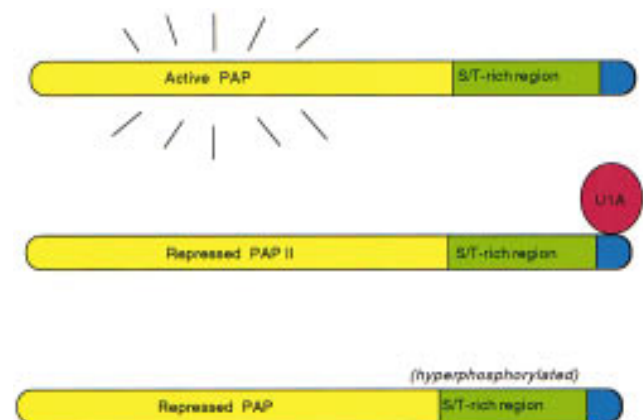 Active PAP
S/T-rich region
U1A
Repressed PAP II
S/T-rich region
(hyperphosphorylated)
Repressed PAP
S/T-rich region